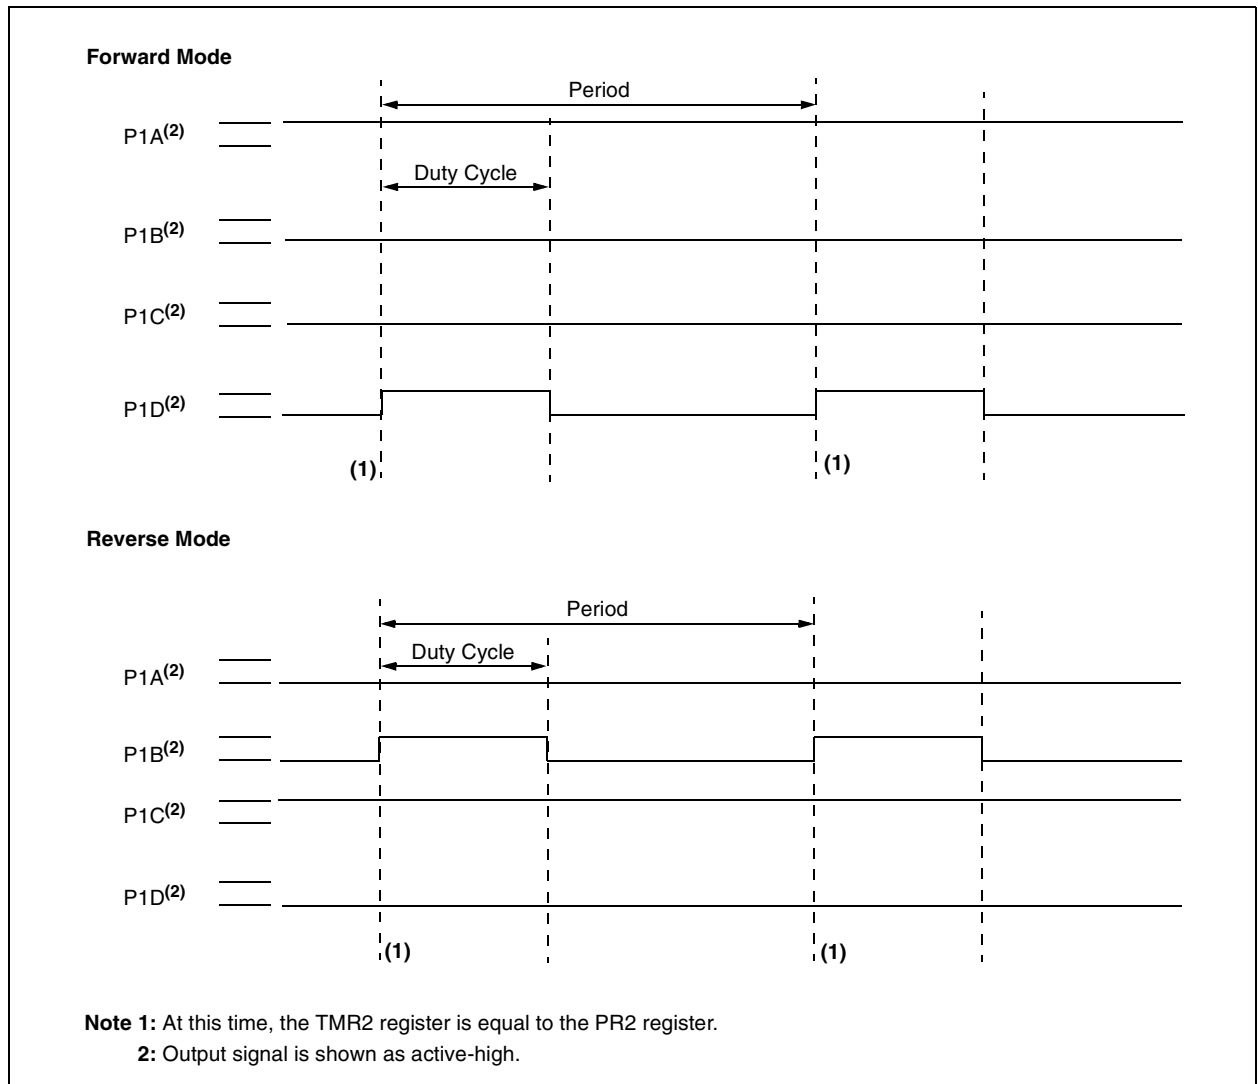 Forward Mode
Period
P1A(2)
Duty Cycle
P1B(2)
P1C(2)
P1D(2)
(1)
(1)
Reverse Mode
Period
Duty Cycle
P1A(2)
P1B(2)
P1C(2)
P1D(2)
(1)
(1)
Note 1: At this time, the TMR2 register is equal to the PR2 register.
2: Output signal is shown as active-high.